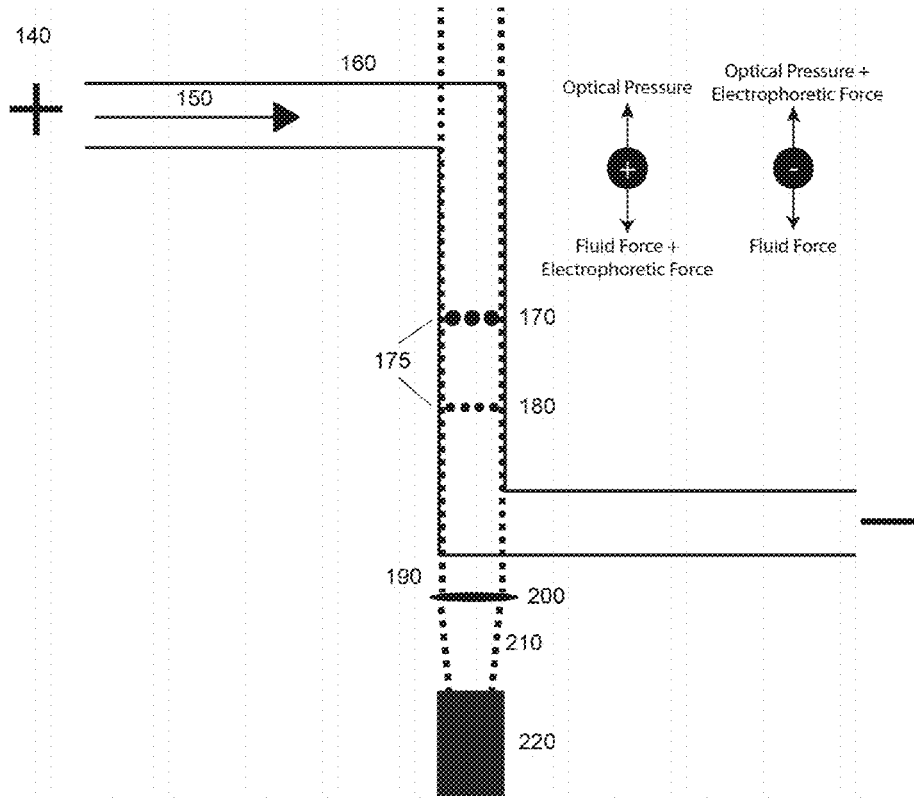 140
160
150
Optical Pressure
Optical Pressure +
Electrophoretic Force
+
-
Fluid Force +
Electrophoretic Force
Fluid Force
170
175
180
190
200
210
220